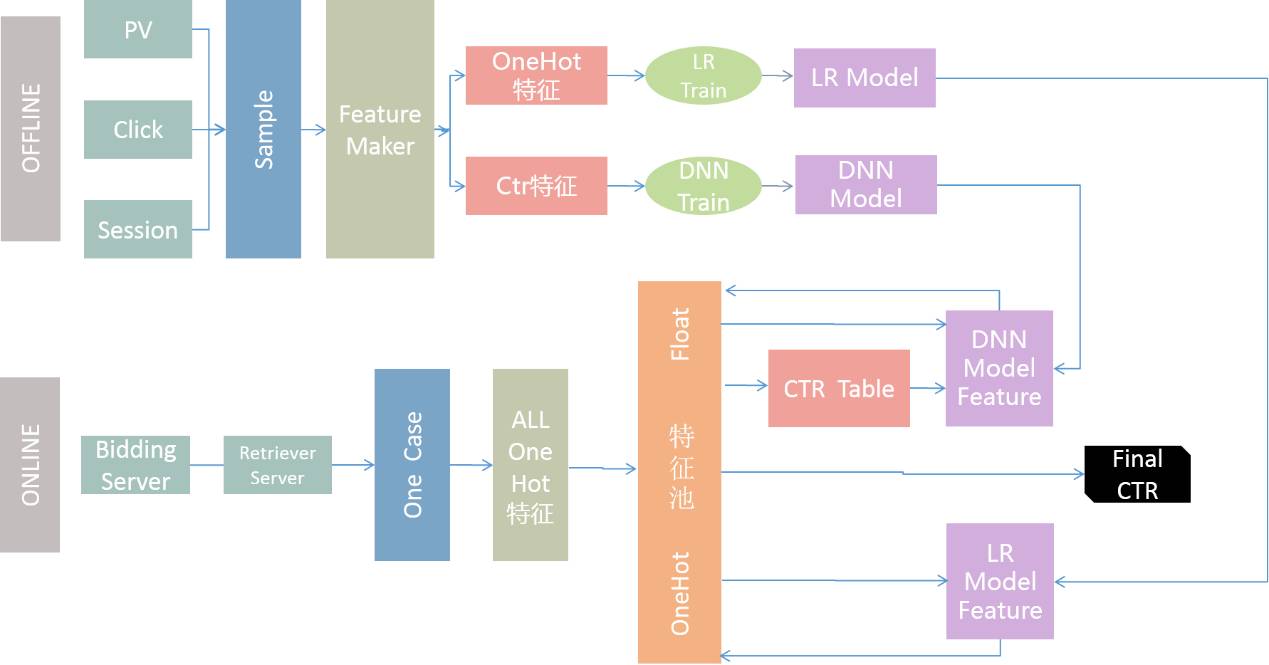 OFFLINE
PV
Click
Session
Sample
Feature
Maker
OneHot
特征
LR
Train
LR Model
Ctr特征
DNN
Train
DNN
Model
ONLINE
Bidding
Server
Retriever
Server
One Case
ALL
One
Hot
特征
Float
特征池
OneHot
CTR Table
DNN
Model
Feature
Final
CTR
LR
Model
Feature